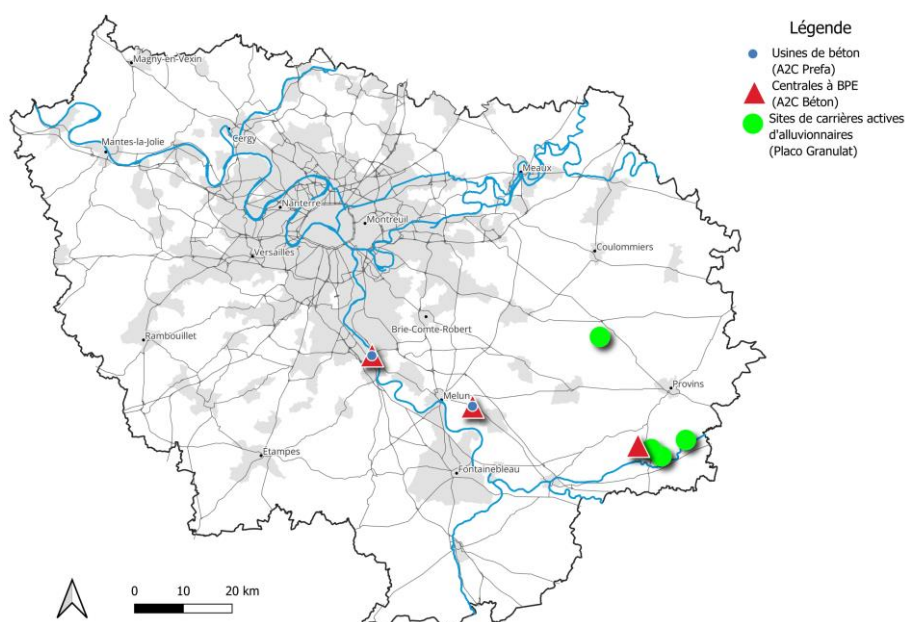 Légende
Usines de béton
(A2C Prefa)
Centrales à BPE
(A2C Béton)
Sites de carrières actives
d'alluvionnaires
(Placo Granulat)
Magny-en-Vexin
Mantes-la-Jolie
Cergy
Meaux
Nanterre
Montreuil
Versailles
Coulommiers
Brie-Comte-Robert
Rambouillet
Provins
Melun
Etampes
Fontainebleau
0 10 20 km